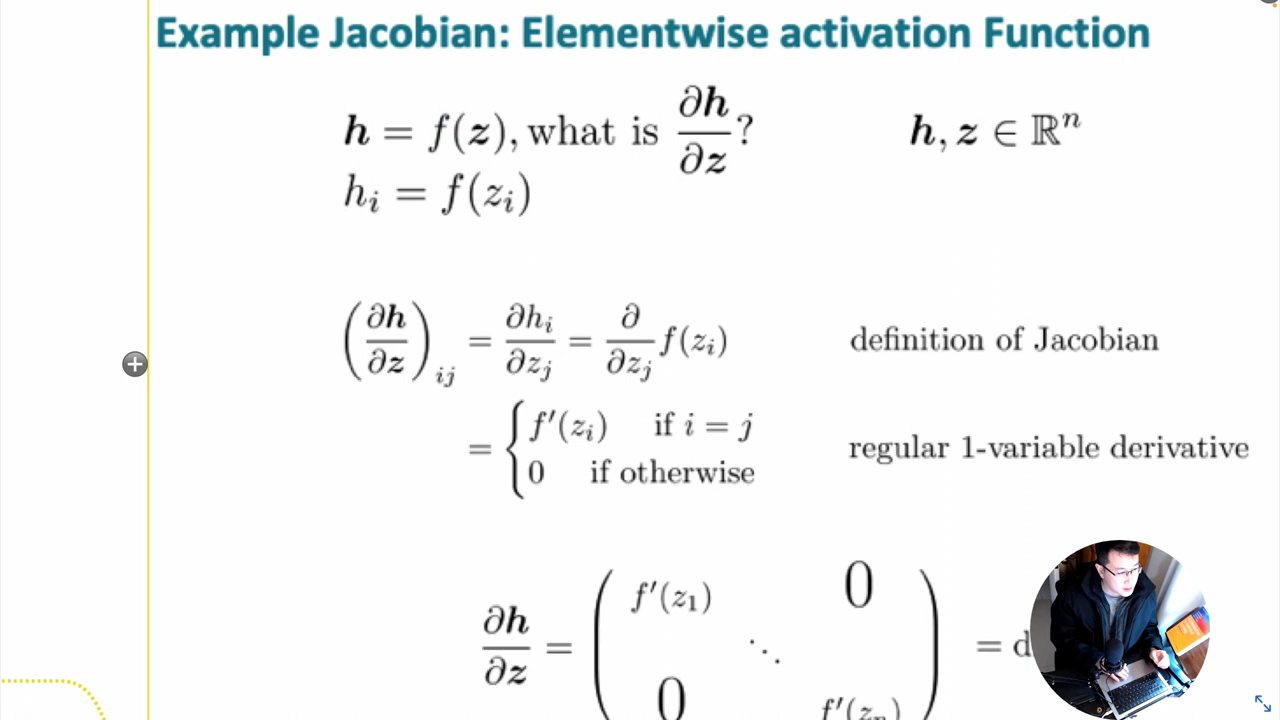 Example Jacobian: Elementwise activation Function
h = f(z), what is ∂h/∂z? h, z ∈ ℝⁿ
hᵢ = f(zᵢ)
(∂h/∂z)ᵢⱼ = ∂hᵢ/∂zⱼ = ∂/∂zⱼ f(zᵢ) definition of Jacobian
= { f′(zᵢ) if i = j
0 if otherwise
regular 1-variable derivative
∂h/∂z = ( f′(z₁) 0
⋱
0 f′(zₙ) ) = d